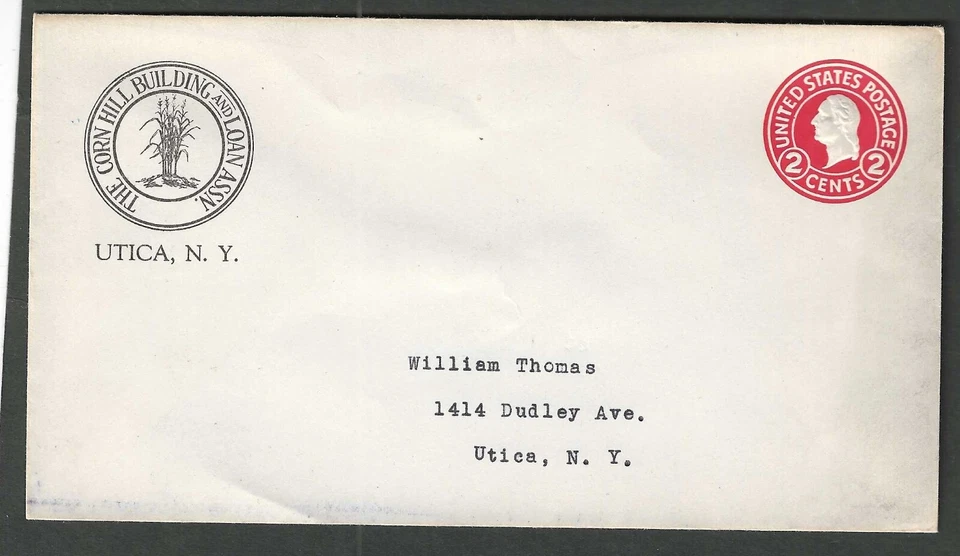 THE CORN HILL BUILDING AND LOAN ASSN.
UTICA, N. Y.
UNITED STATES POSTAGE
2 CENTS 2
William Thomas
1414 Dudley Ave.
Utica, N. Y.